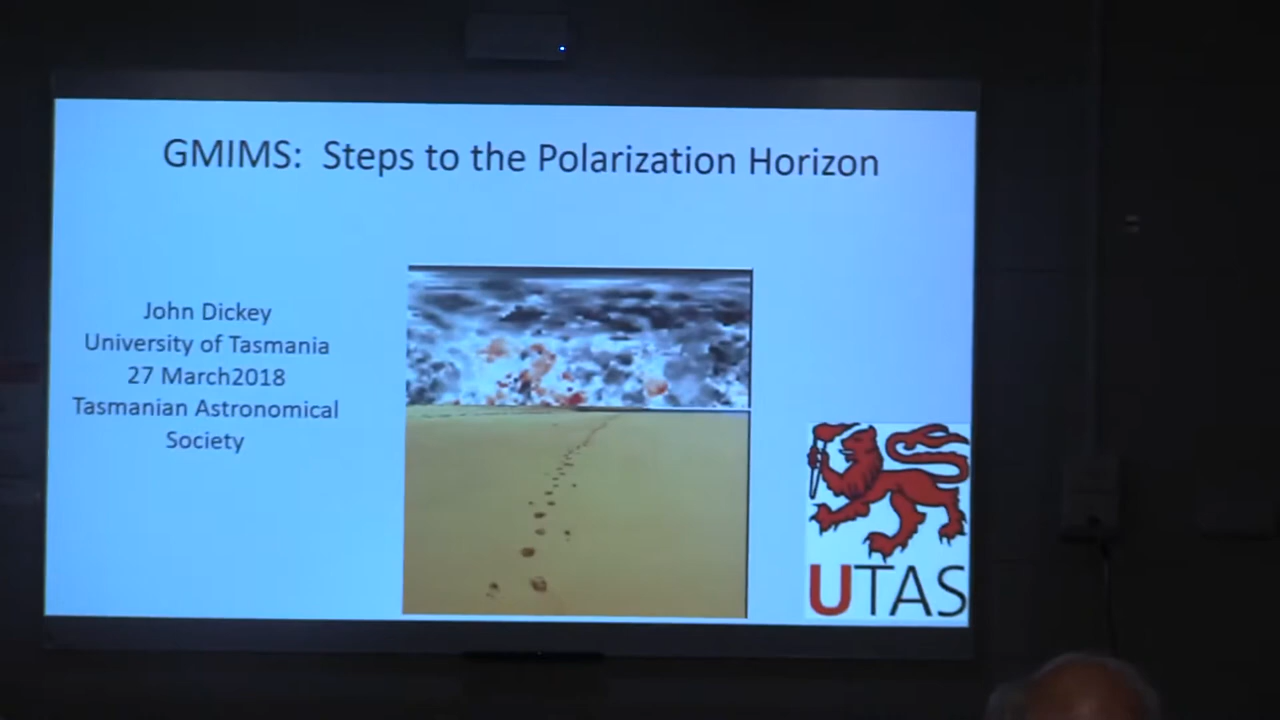 GMIMS: Steps to the Polarization Horizon
John Dickey
University of Tasmania
27 March2018
Tasmanian Astronomical
Society
UTAS